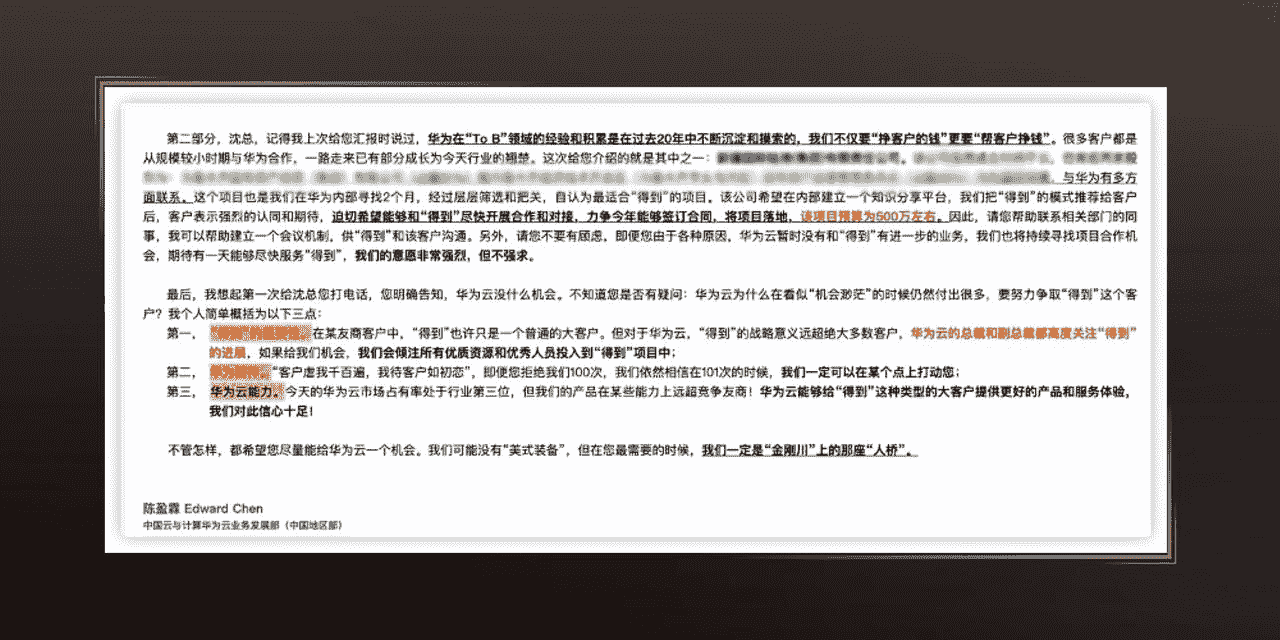 第二部分，沈总，记得我上次给您汇报时说过，华为在“To B”领域的经验和积累是在过去20年中不断沉淀和摸索的，我们不仅要“挣客户的钱”更要“帮客户挣钱”。很多客户都是
从规模较小时期与华为合作，一路走来已有部分成长为今天行业的翘楚。这次给您介绍的就是其中之一：
与华为有多方
面联系。这个项目也是我们在华为内部寻找2个月，经过层层筛选和把关，自认为最适合“得到”的项目。该公司希望在内部建立一个知识分享平台，我们把“得到”的模式推荐给客户
后，客户表示强烈的认同和期待，迫切希望能够和“得到”尽快开展合作和对接，力争今年能够签订合同，将项目落地，该项目预算为500万左右。因此，请您帮助联系相关部门的同
事，我可以帮助建立一个会议机制，供“得到”和该客户沟通。另外，请您不要有顾虑，即便您由于各种原因，华为云暂时没有和“得到”有进一步的业务，我们也将持续寻找项目合作机
会，期待有一天能够尽快服务“得到”，我们的意愿非常强烈，但不强求。
最后，我想起第一次给沈总您打电话，您明确告知，华为云没什么机会。不知道您是否有疑问：华为云为什么在看似“机会渺茫”的时候仍然付出很多，要努力争取“得到”这个客
户？我个人简单概括为以下三点：
第一，在某友商客户中，“得到”也许只是一个普通的大客户。但对于华为云，“得到”的战略意义远超绝大多数客户，华为云的总裁和副总裁都高度关注“得到”
的进展，如果给我们机会，我们会倾注所有优质资源和优秀人员投入到“得到”项目中；
第二，“客户虐我千百遍，我待客户如初恋”，即便您拒绝我们100次，我们依然相信在101次的时候，我们一定可以在某个点上打动您；
第三，华为云能力。今天的华为云市场占有率处于行业第三位，但我们的产品在某些能力上远超竞争友商！华为云能够给“得到”这种类型的大客户提供更好的产品和服务体验，
我们对此信心十足！
不管怎样，都希望您尽量能给华为云一个机会。我们可能没有“美式装备”，但在您最需要的时候，我们一定是“金刚川”上的那座“人桥”。
陈盈霖 Edward Chen
中国云与计算华为云业务发展部（中国地区部）